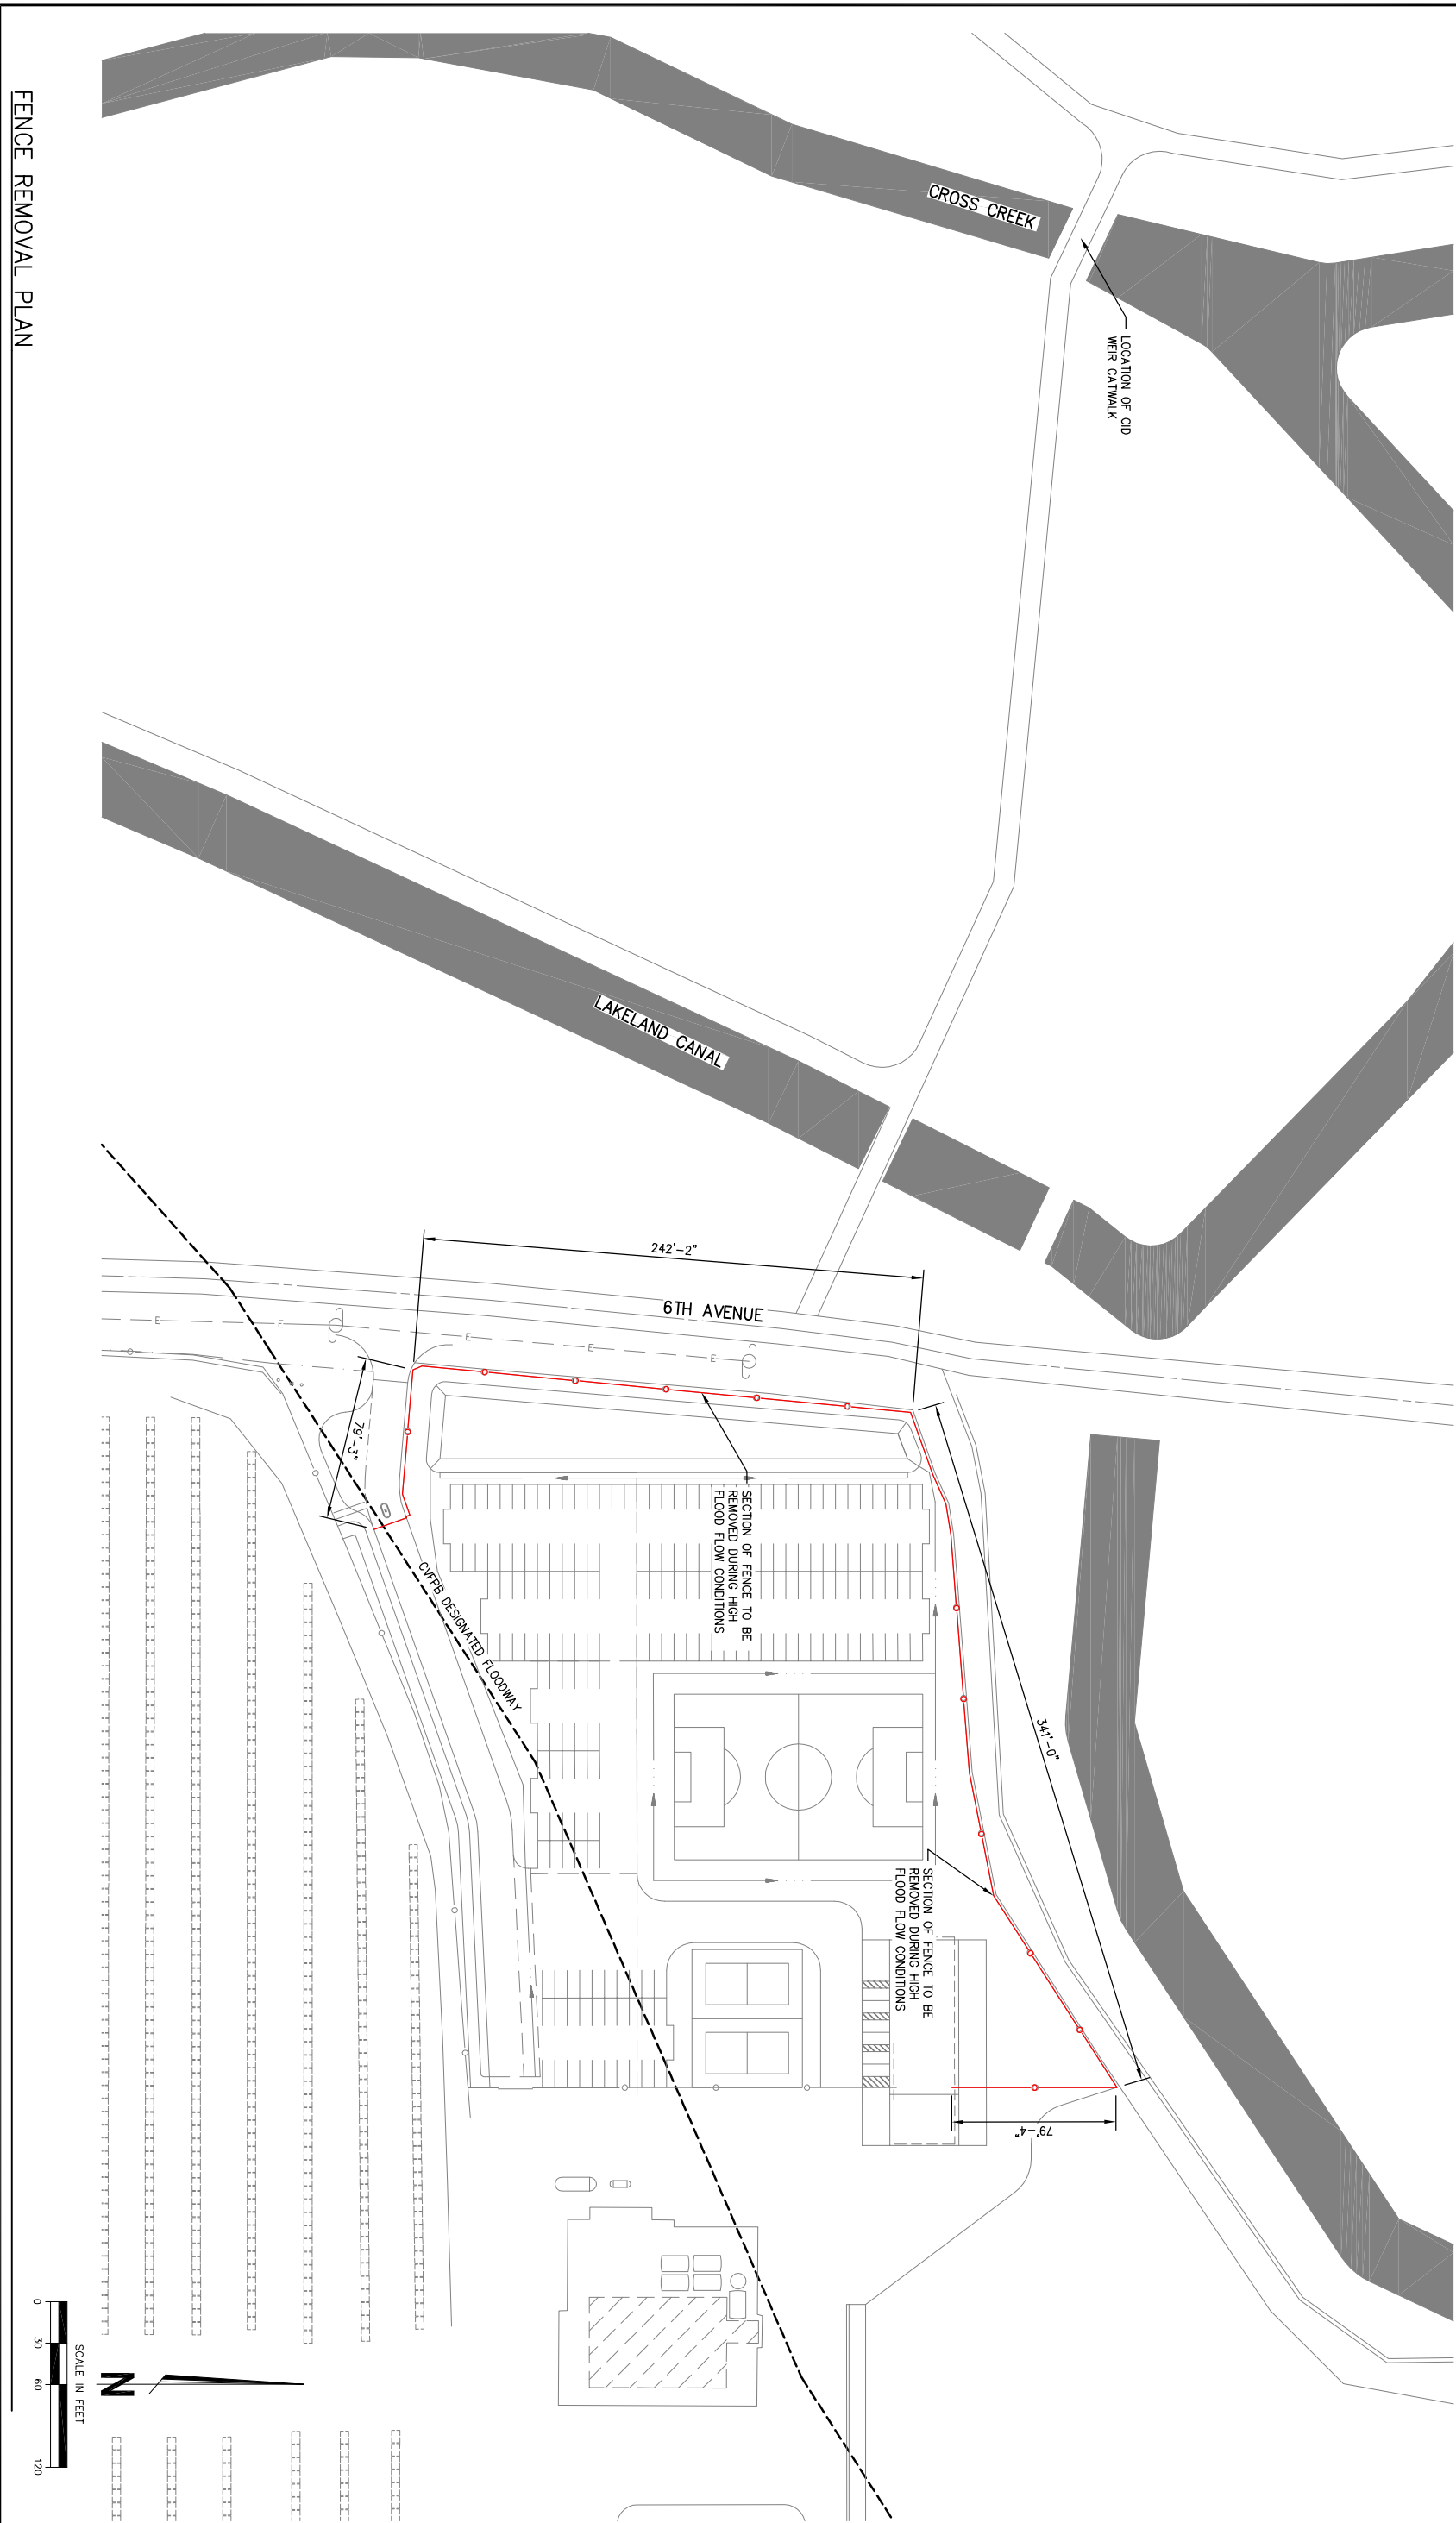 FENCE REMOVAL PLAN
CROSS CREEK
LOCATION OF CID
WEIR CATWALK
LAKELAND CANAL
242'-2"
6TH AVENUE
E
E
E
E
E
79'-3"
341'-0"
SECTION OF FENCE TO BE
REMOVED DURING HIGH
FLOOD FLOW CONDITIONS
CVFPB DESIGNATED FLOODWAY
SECTION OF FENCE TO BE
REMOVED DURING HIGH
FLOOD FLOW CONDITIONS
79'-4"
N
SCALE IN FEET
0 30 60 120